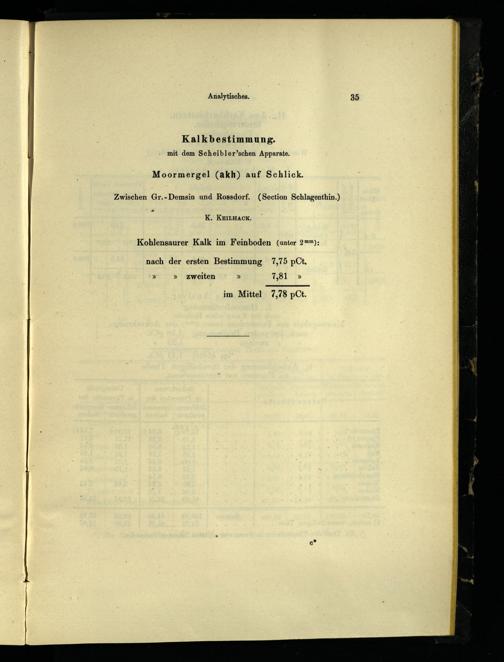 Analytisches. 35
Kalkbestimmung.
mit dem Scheibler'schen Apparate.
Moormergel (akh) auf Schlick.
Zwischen Gr.-Demsin und Rossdorf. (Section Schlagenthin.)
K. KEILHACK.
Kohlensaurer Kalk im Feinboden (unter 2mm):
nach der ersten Bestimmung 7,75 pCt.
» » zweiten » 7,81 »
im Mittel 7,78 pCt.
c*